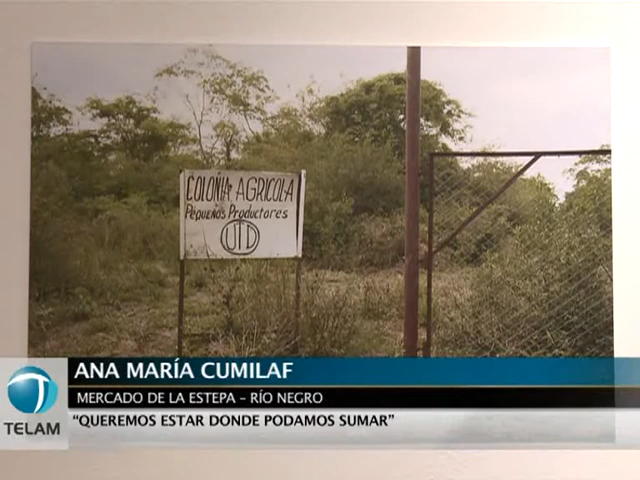 COLOÑIA AGRICOLA
Pequeños Productores
UTD
ANA MARÍA CUMILAF
MERCADO DE LA ESTEPA – RÍO NEGRO
“QUEREMOS ESTAR DONDE PODAMOS SUMAR”
TELAM